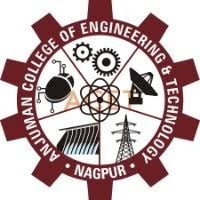 ANJUMAN COLLEGE OF ENGINEERING & TECHNOLOGY
• NAGPUR •